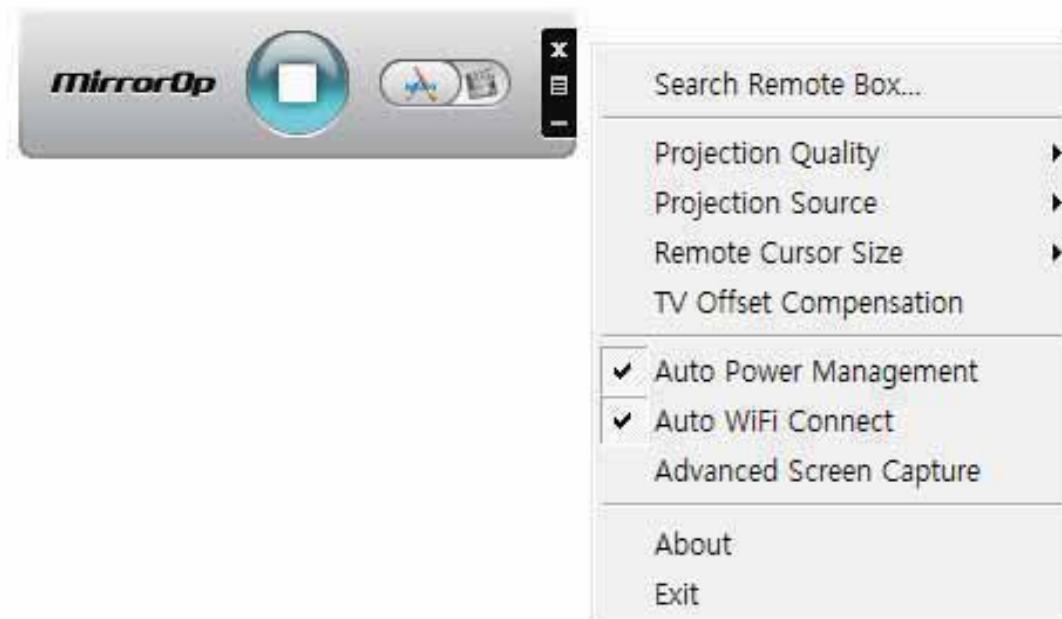 MirrorOp
Search Remote Box...
Projection Quality
Projection Source
Remote Cursor Size
TV Offset Compensation
Auto Power Management
Auto WiFi Connect
Advanced Screen Capture
About
Exit